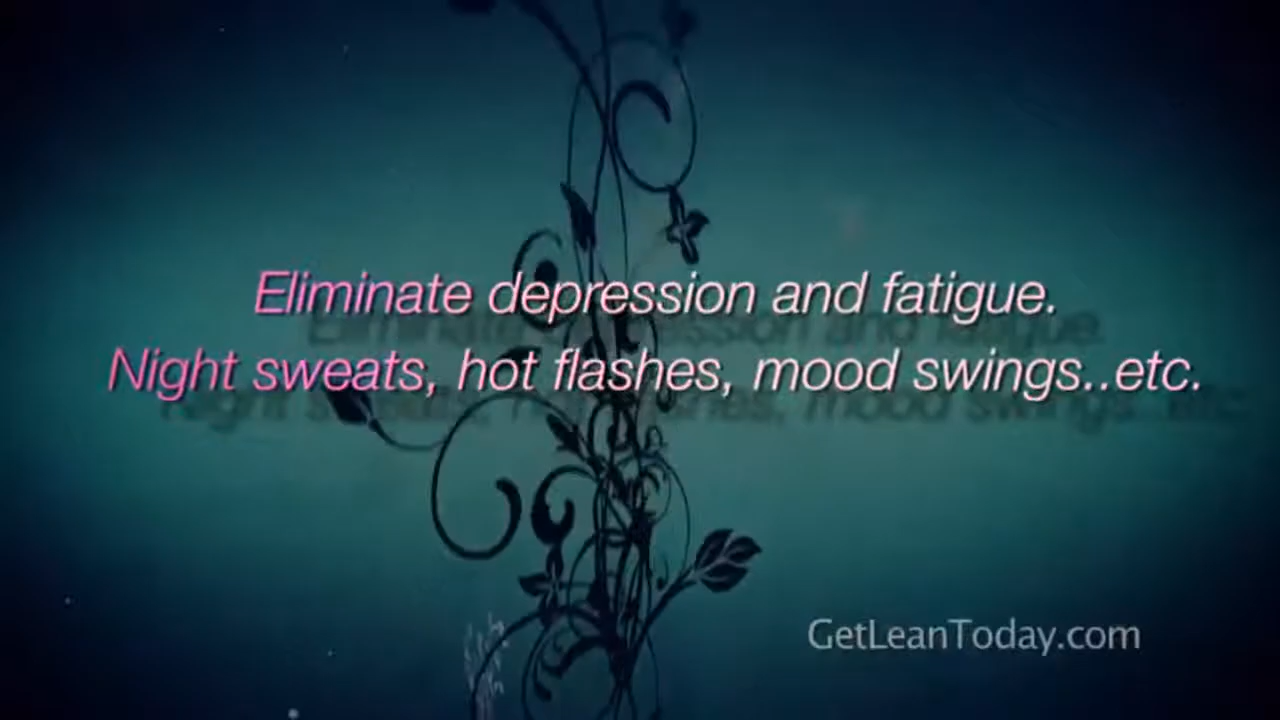 Eliminate depression and fatigue.
Night sweats, hot flashes, mood swings..etc.
GetLeanToday.com